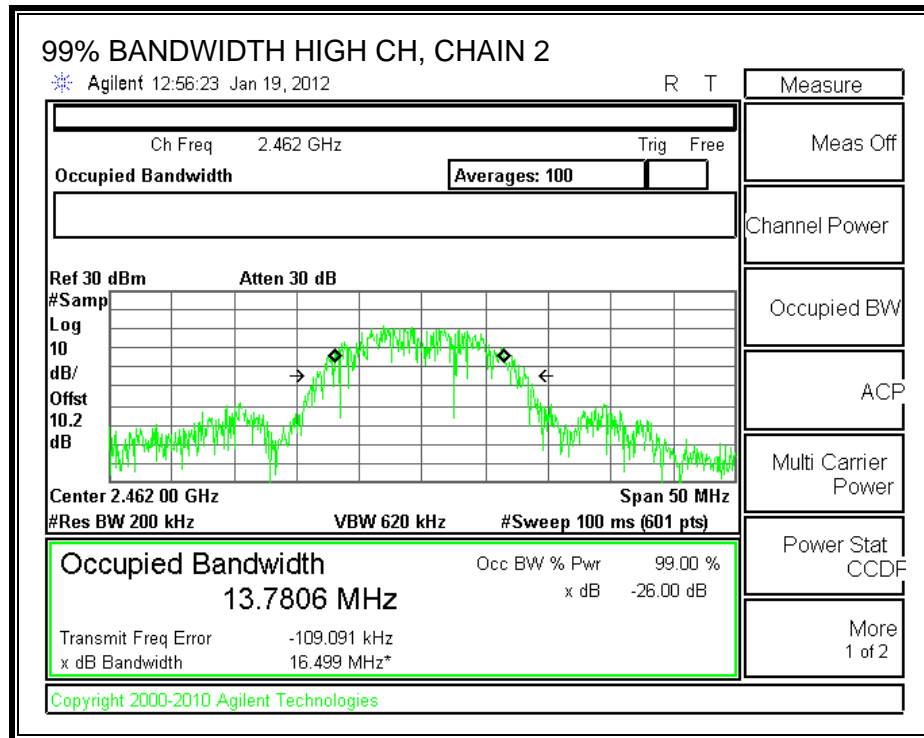 99% BANDWIDTH HIGH CH, CHAIN 2
Agilent 12:56:23 Jan 19, 2012 R T
Measure
Ch Freq 2.462 GHz Trig Free
Meas Off
Occupied Bandwidth Averages: 100
Channel Power
Ref 30 dBm Atten 30 dB
#Samp
Log
10
dB/
Offst
10.2
dB
Occupied BW
ACP
Multi Carrier
Power
Center 2.462 00 GHz Span 50 MHz
#Res BW 200 kHz VBW 620 kHz #Sweep 100 ms (601 pts)
Power Stat
CCDF
Occupied Bandwidth Occ BW % Pwr 99.00 %
13.7806 MHz x dB -26.00 dB
Transmit Freq Error -109.091 kHz
x dB Bandwidth 16.499 MHz*
More
1 of 2
Copyright 2000-2010 Agilent Technologies